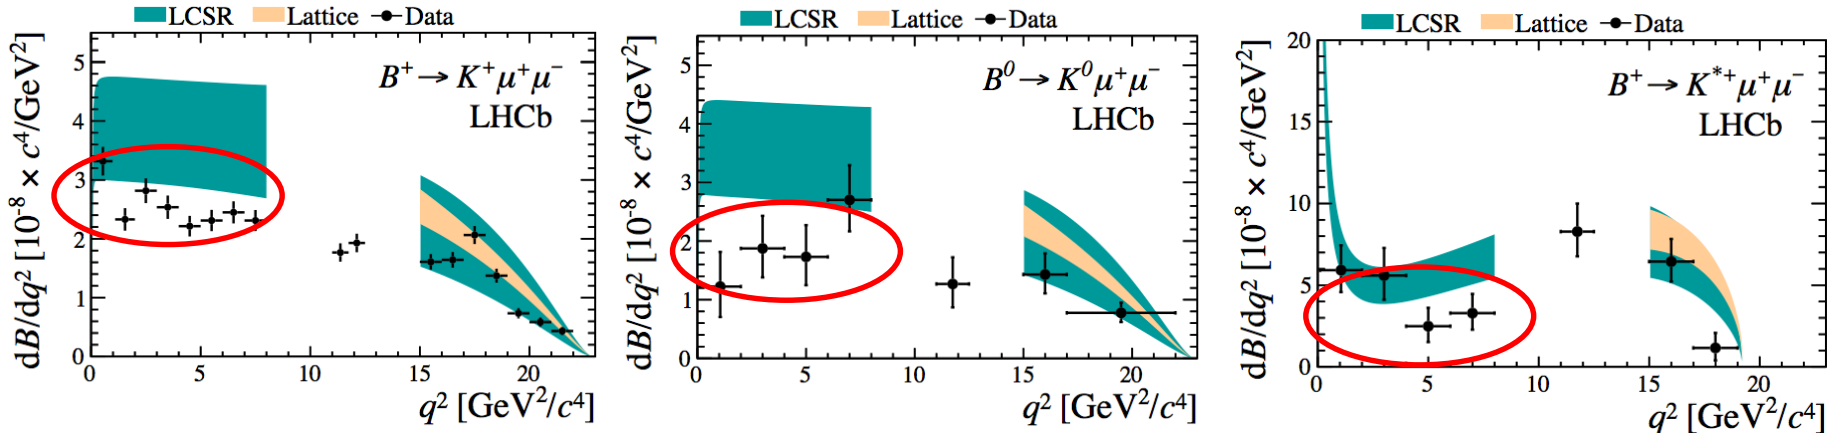 LCSR Lattice Data
dB/dq² [10⁻⁸ × c⁴/GeV²]
B⁺→ K⁺μ⁺μ⁻
LHCb
5
4
3
2
1
0
0 5 10 15 20
q² [GeV²/c⁴]
LCSR Lattice Data
dB/dq² [10⁻⁸ × c⁴/GeV²]
B⁰→ K⁰μ⁺μ⁻
LHCb
5
4
3
2
1
0
0 5 10 15 20
q² [GeV²/c⁴]
LCSR Lattice Data
dB/dq² [10⁻⁸ × c⁴/GeV²]
B⁺→ K*⁺μ⁺μ⁻
LHCb
20
15
10
5
0
0 5 10 15 20
q² [GeV²/c⁴]